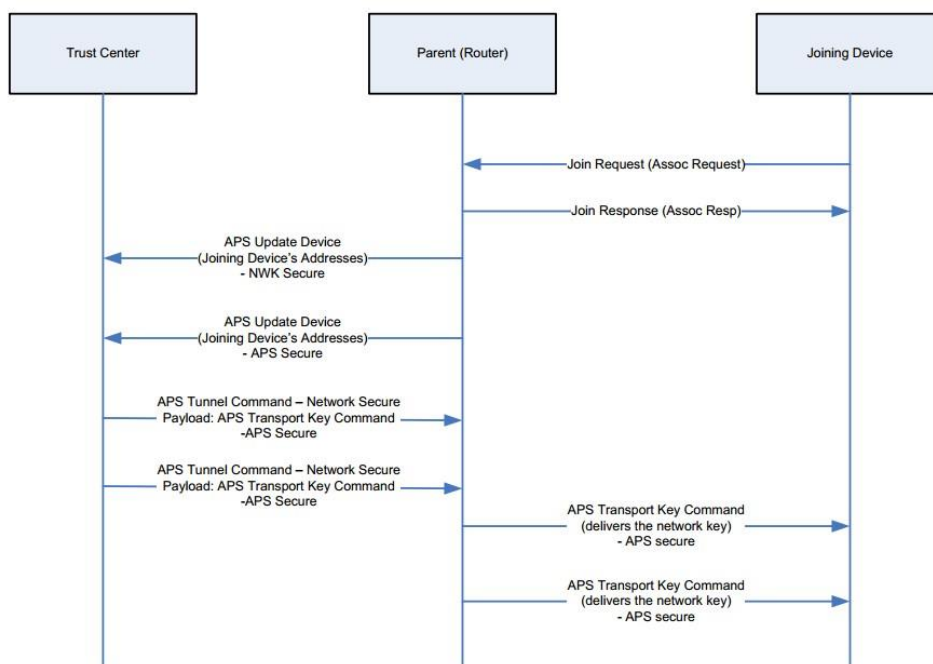 Trust Center
Parent (Router)
Joining Device
Join Request (Assoc Request)
Join Response (Assoc Resp)
APS Update Device
(Joining Device's Addresses)
- NWK Secure
APS Update Device
(Joining Device's Addresses)
- APS Secure
APS Tunnel Command – Network Secure
Payload: APS Transport Key Command
-APS Secure
APS Tunnel Command – Network Secure
Payload: APS Transport Key Command
-APS Secure
APS Transport Key Command
(delivers the network key)
- APS secure
APS Transport Key Command
(delivers the network key)
- APS secure